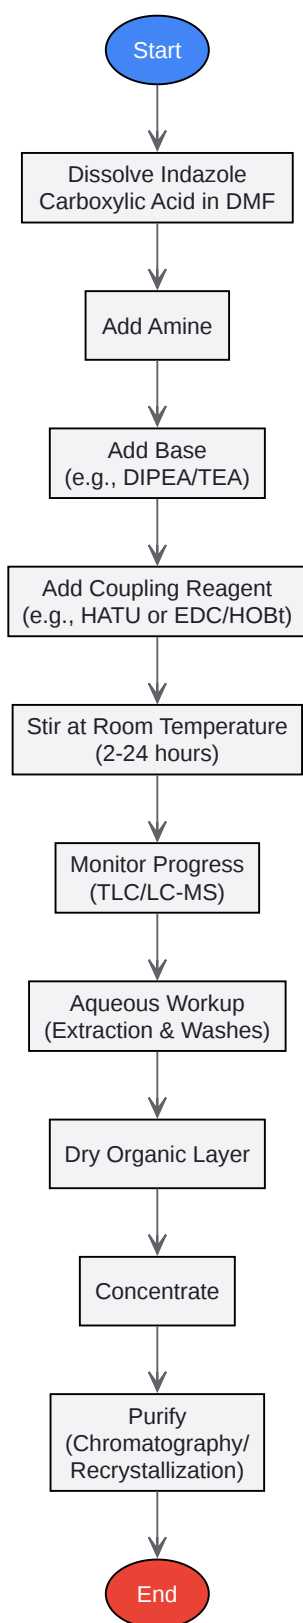 Start
Dissolve Indazole
Carboxylic Acid in DMF
Add Amine
Add Base
(e.g., DIPEA/TEA)
Add Coupling Reagent
(e.g., HATU or EDC/HOBt)
Stir at Room Temperature
(2-24 hours)
Monitor Progress
(TLC/LC-MS)
Aqueous Workup
(Extraction & Washes)
Dry Organic Layer
Concentrate
Purify
(Chromatography/
Recrystallization)
End